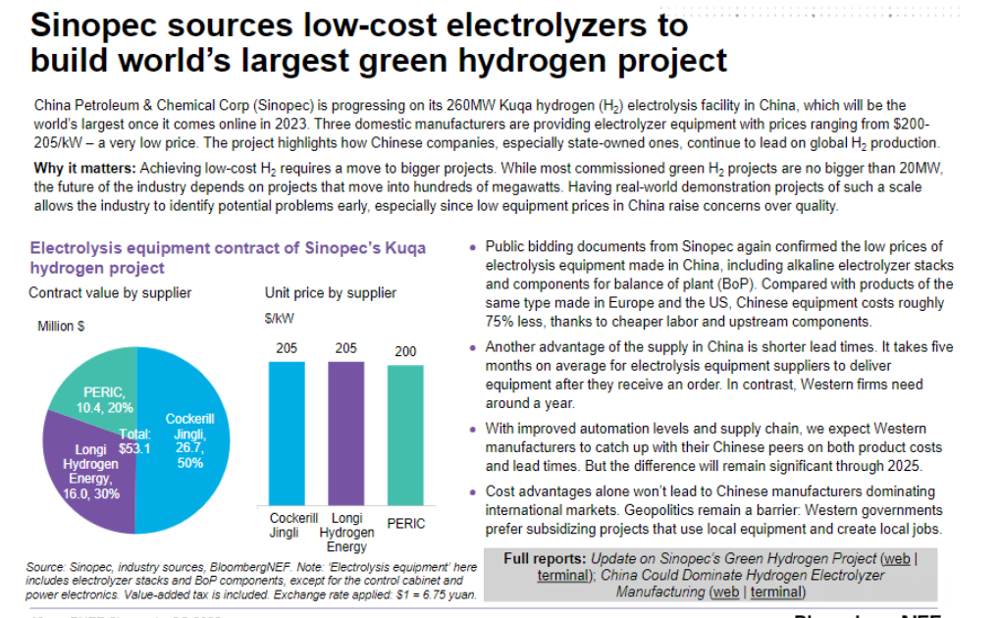 Sinopec sources low-cost electrolyzers to
build world's largest green hydrogen project
China Petroleum & Chemical Corp (Sinopec) is progressing on its 260MW Kuqa hydrogen (H₂) electrolysis facility in China, which will be the
world's largest once it comes online in 2023. Three domestic manufacturers are providing electrolyzer equipment with prices ranging from $200-
205/kW – a very low price. The project highlights how Chinese companies, especially state-owned ones, continue to lead on global H₂ production.
Why it matters: Achieving low-cost H₂ requires a move to bigger projects. While most commissioned green H₂ projects are no bigger than 20MW,
the future of the industry depends on projects that move into hundreds of megawatts. Having real-world demonstration projects of such a scale
allows the industry to identify potential problems early, especially since low equipment prices in China raise concerns over quality.
Electrolysis equipment contract of Sinopec's Kuqa
hydrogen project
Contract value by supplier
Million $
PERIC,
10.4, 20%
Cockerill
Jingli,
26.7,
50%
Total:
$53.1
Longi
Hydrogen
Energy,
16.0, 30%
Unit price by supplier
$/kW
205
205
200
Cockerill
Jingli
Longi
Hydrogen
Energy
PERIC
Source: Sinopec, industry sources, BloombergNEF. Note: 'Electrolysis equipment' here
includes electrolyzer stacks and BoP components, except for the control cabinet and
power electronics. Value-added tax is included. Exchange rate applied: $1 = 6.75 yuan.
• Public bidding documents from Sinopec again confirmed the low prices of
electrolysis equipment made in China, including alkaline electrolyzer stacks
and components for balance of plant (BoP). Compared with products of the
same type made in Europe and the US, Chinese equipment costs roughly
75% less, thanks to cheaper labor and upstream components.
• Another advantage of the supply in China is shorter lead times. It takes five
months on average for electrolysis equipment suppliers to deliver
equipment after they receive an order. In contrast, Western firms need
around a year.
• With improved automation levels and supply chain, we expect Western
manufacturers to catch up with their Chinese peers on both product costs
and lead times. But the difference will remain significant through 2025.
• Cost advantages alone won't lead to Chinese manufacturers dominating
international markets. Geopolitics remain a barrier: Western governments
prefer subsidizing projects that use local equipment and create local jobs.
Full reports: Update on Sinopec's Green Hydrogen Project (web |
terminal); China Could Dominate Hydrogen Electrolyzer
Manufacturing (web | terminal)